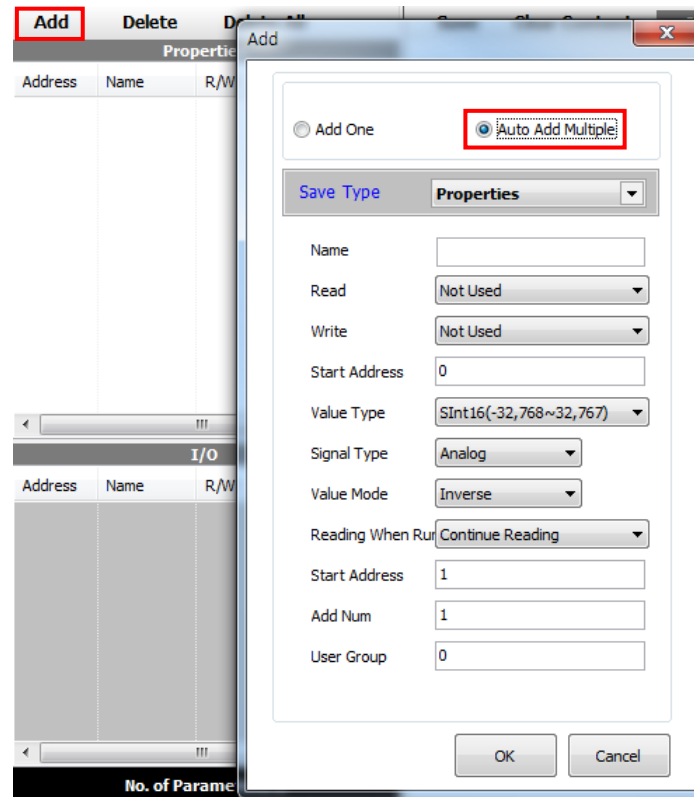 Add Delete
Add
Propertie
Address Name R/W
Add One Auto Add Multiple
Save Type Properties
Name
Read Not Used
Write Not Used
Start Address 0
Value Type SInt16(-32,768~32,767)
Signal Type Analog
Value Mode Inverse
Reading When Rur Continue Reading
Start Address 1
Add Num 1
User Group 0
I/O
Address Name R/W
OK Cancel
No. of Parame